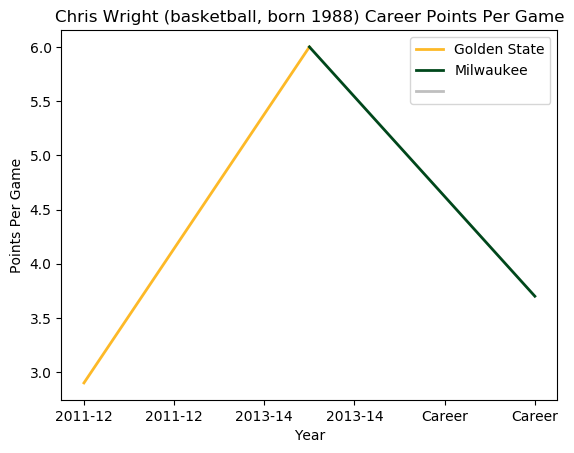 Chris Wright (basketball, born 1988) Career Points Per Game
Golden State
Milwaukee
Points Per Game
6.0
5.5
5.0
4.5
4.0
3.5
3.0
2011-12 2011-12 2013-14 2013-14 Career Career
Year